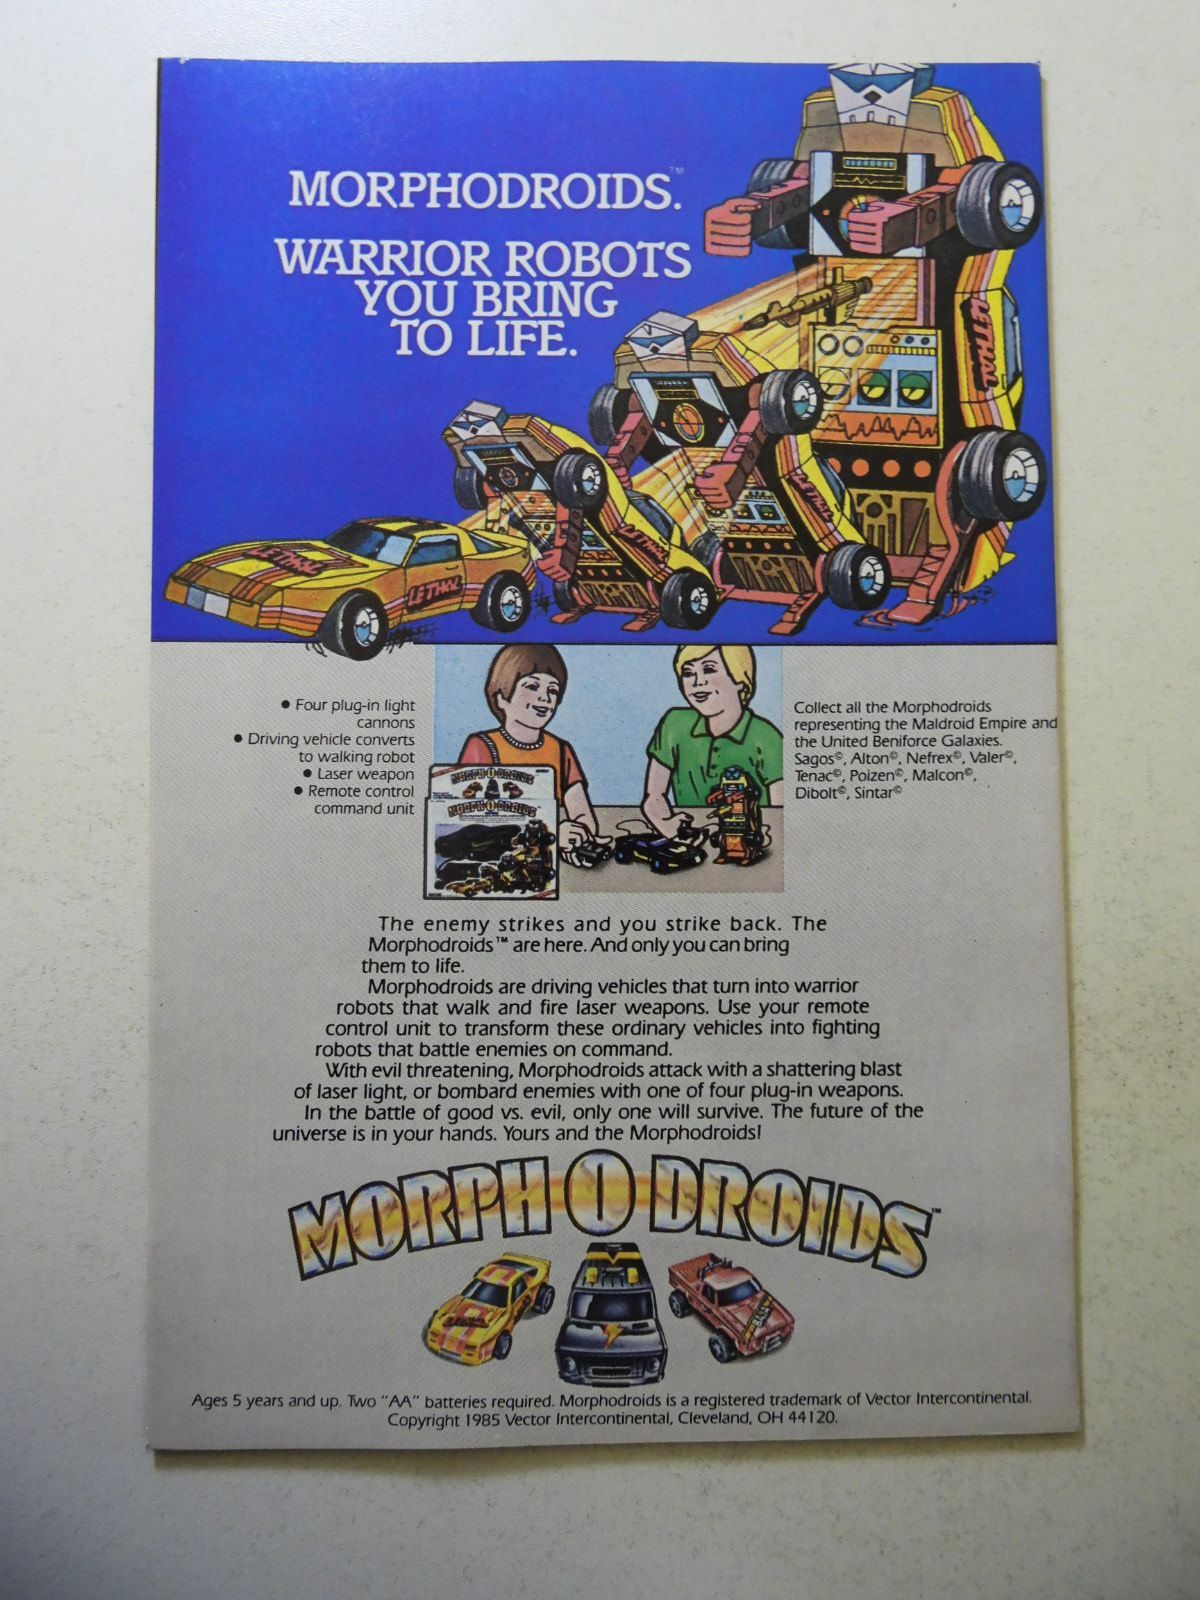 MORPHODROIDS.™
WARRIOR ROBOTS
YOU BRING
TO LIFE.
LETHAL
LETHAL
LETHAL
LETHAL
LETHAL
LETHAL
• Four plug-in light
cannons
• Driving vehicle converts
to walking robot
• Laser weapon
• Remote control
command unit
MORPH-O-DROIDS
MORPH-O-DROIDS
Collect all the Morphodroids
representing the Maldroid Empire and
the United Beniforce Galaxies.
Sagos©, Alton©, Nefrex©, Valer©,
Tenac©, Poizen©, Malcon©,
Dibolt©, Sintar©
The enemy strikes and you strike back. The
Morphodroids™ are here. And only you can bring
them to life.
Morphodroids are driving vehicles that turn into warrior
robots that walk and fire laser weapons. Use your remote
control unit to transform these ordinary vehicles into fighting
robots that battle enemies on command.
With evil threatening, Morphodroids attack with a shattering blast
of laser light, or bombard enemies with one of four plug-in weapons.
In the battle of good vs. evil, only one will survive. The future of the
universe is in your hands. Yours and the Morphodroids!
MORPH O DROIDS™
Ages 5 years and up. Two "AA" batteries required. Morphodroids is a registered trademark of Vector Intercontinental.
Copyright 1985 Vector Intercontinental, Cleveland, OH 44120.